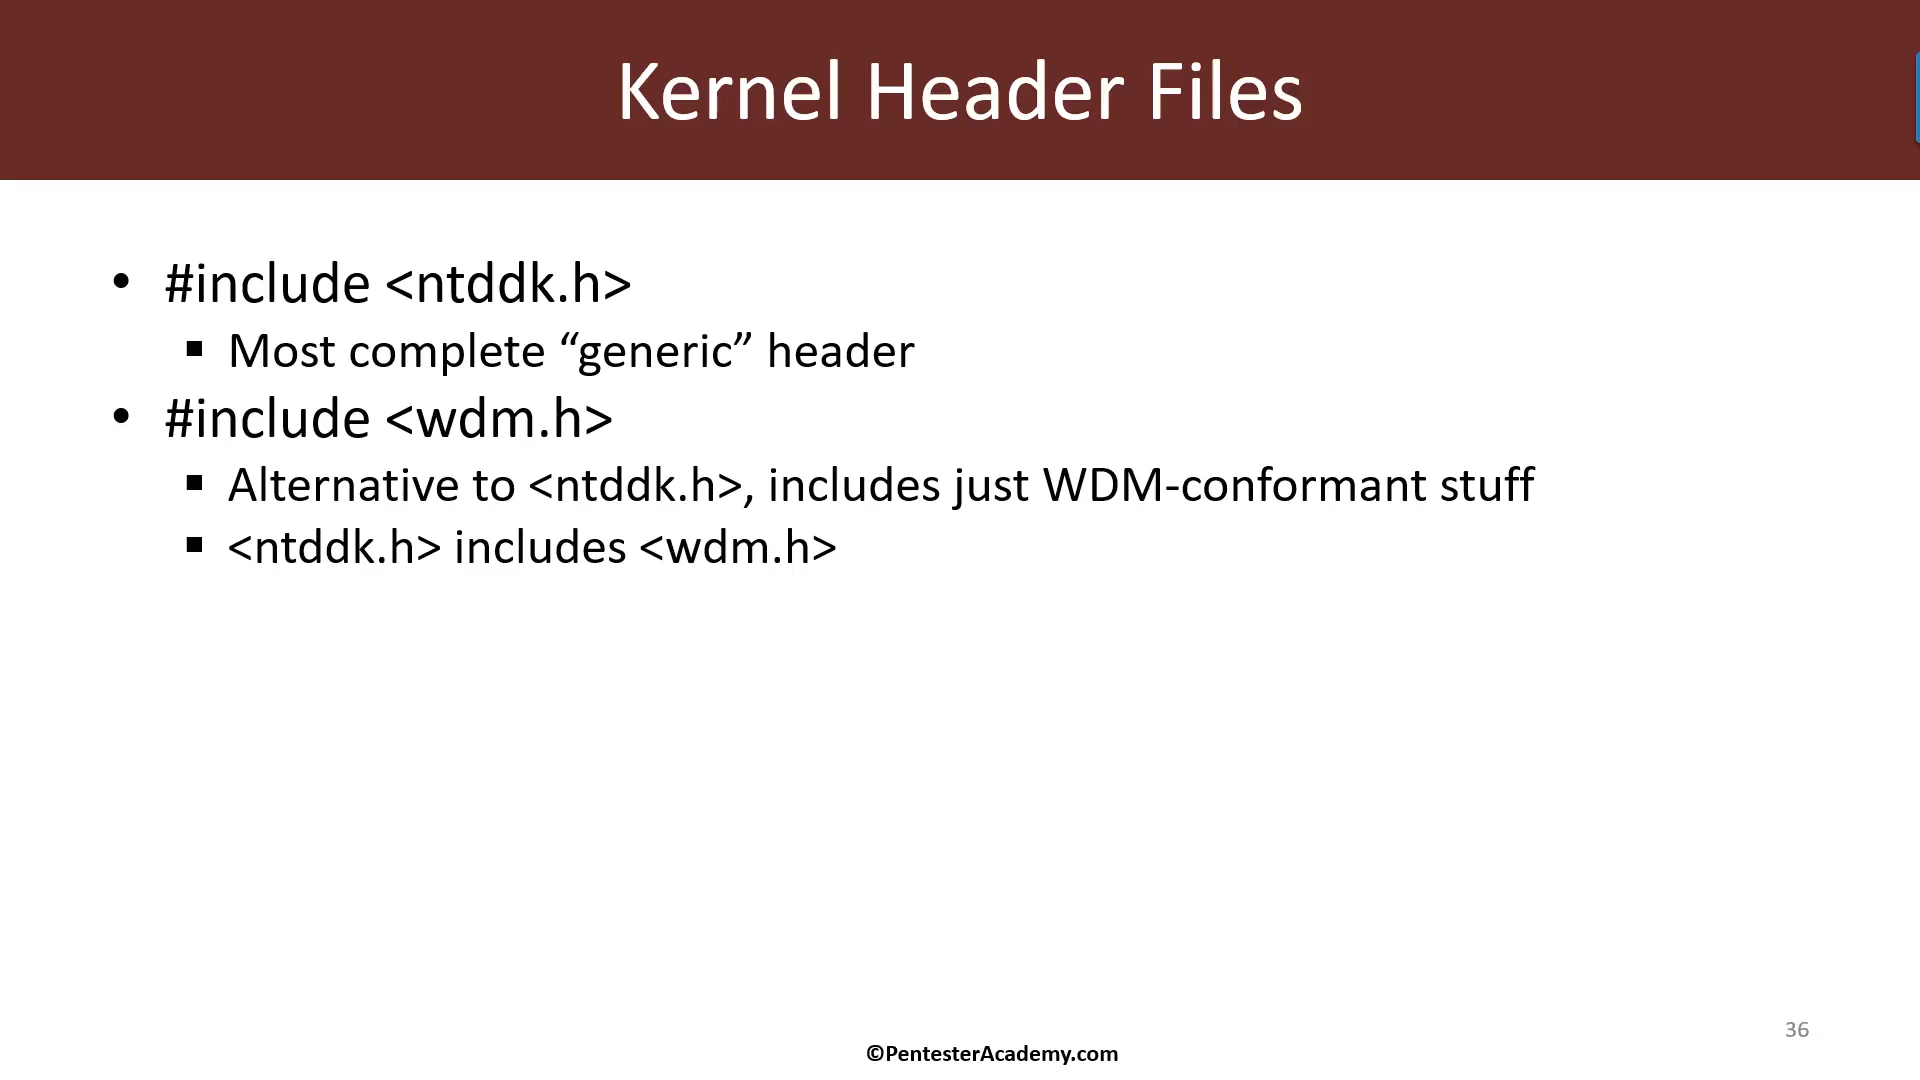 Kernel Header Files
• #include <ntddk.h>
▪ Most complete “generic” header
• #include <wdm.h>
▪ Alternative to <ntddk.h>, includes just WDM-conformant stuff
▪ <ntddk.h> includes <wdm.h>
36
©PentesterAcademy.com